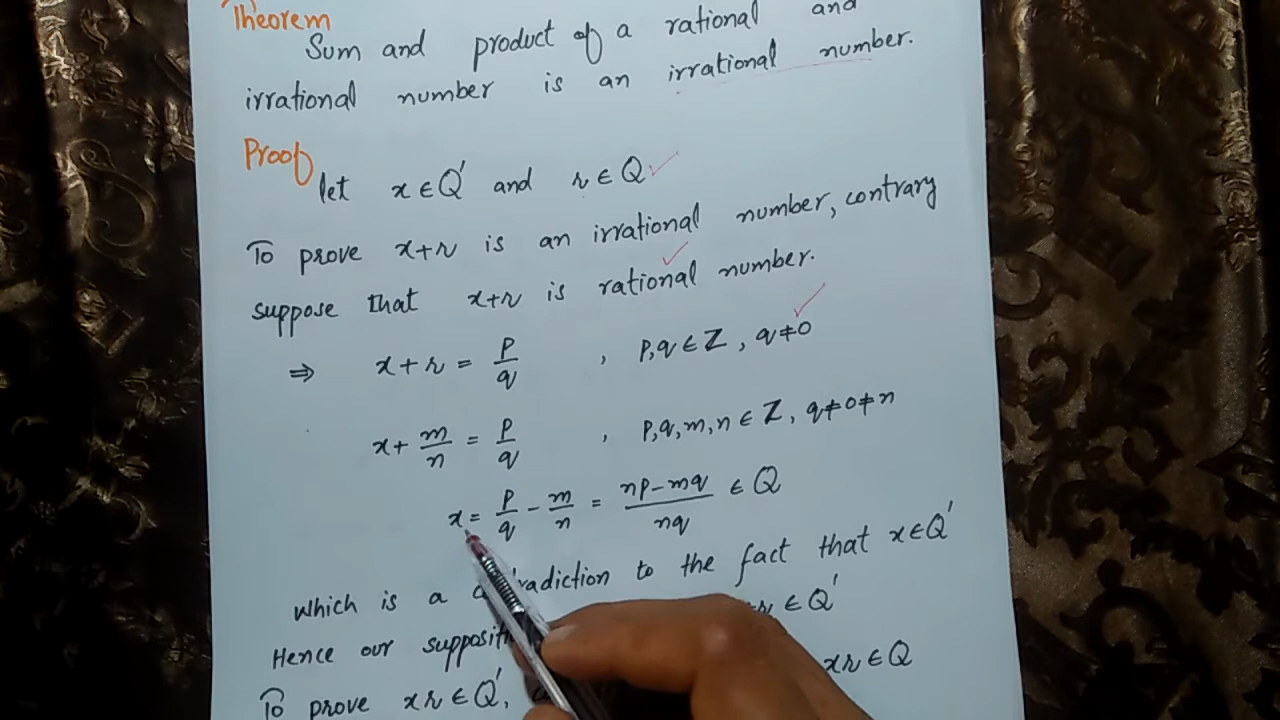 Theorem
Sum and product of a rational and
irrational number is an irrational number.
Proof
let x ∈ Q' and r ∈ Q
To prove x+r is an irrational number, contrary
suppose that x+r is rational number.
⇒ x + r = p/q , p,q ∈ Z, q≠0
x + m/n = p/q , p,q,m,n ∈ Z, q≠0≠n
x = p/q - m/n = np-mq/nq ∈ Q
which is a to the fact that x∈Q'
Hence our ∈ Q'
To prove xr ∈ Q', xr ∈ Q